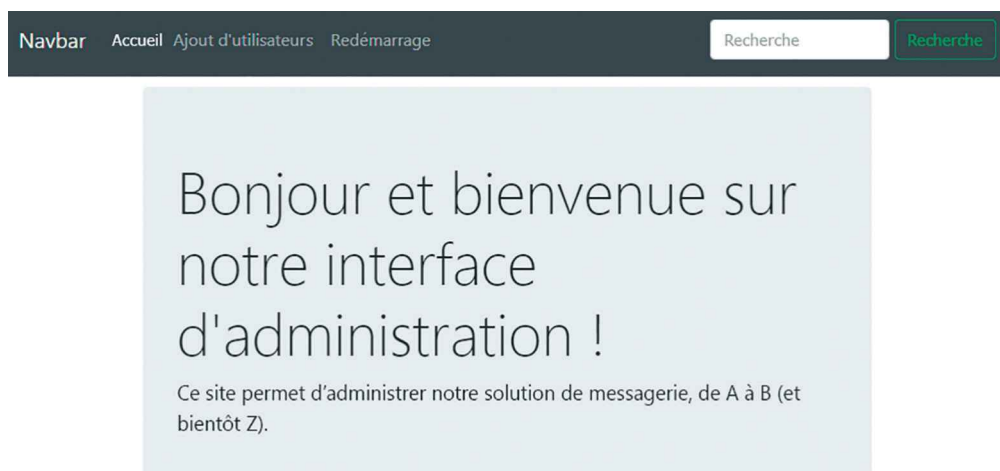 Navbar Accueil Ajout d'utilisateurs Redémarrage Recherche Recherche
Bonjour et bienvenue sur
notre interface
d'administration !
Ce site permet d'administrer notre solution de messagerie, de A à B (et
bientôt Z).